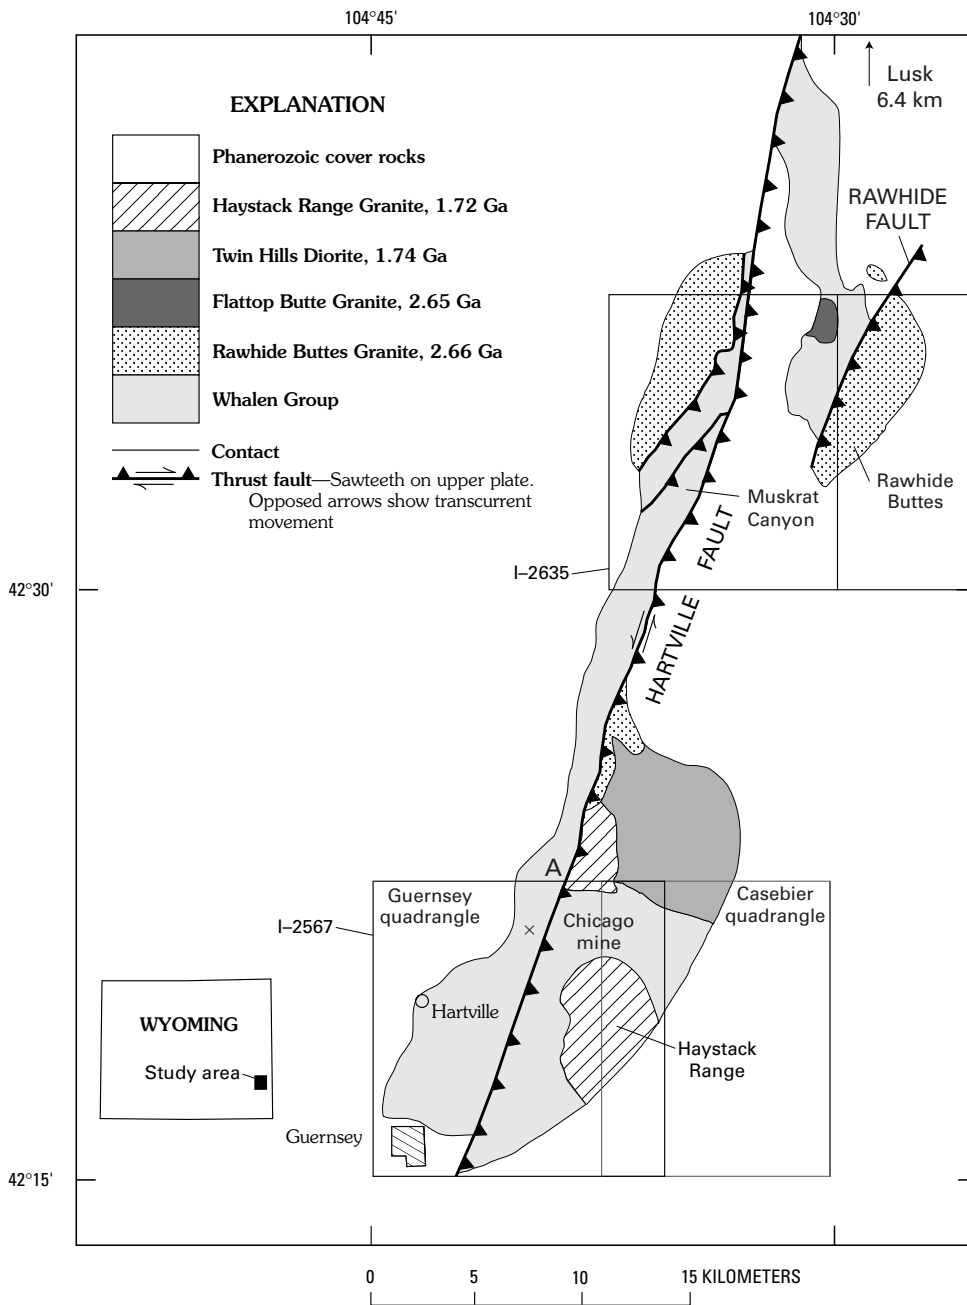 104°45'
104°30'
Lusk
6.4 km
EXPLANATION
Phanerozoic cover rocks
Haystack Range Granite, 1.72 Ga
Twin Hills Diorite, 1.74 Ga
Flattop Butte Granite, 2.65 Ga
Rawhide Buttes Granite, 2.66 Ga
Whalen Group
Contact
Thrust fault—Sawteeth on upper plate.
Opposed arrows show transcurrent
movement
RAWHIDE
FAULT
Rawhide
Buttes
Muskrat
Canyon
I–2635
42°30'
HARTVILLE FAULT
A
Guernsey
quadrangle
Chicago
mine
Casebier
quadrangle
I–2567
Hartville
Haystack
Range
WYOMING
Study area
Guernsey
42°15'
0 5 10 15 KILOMETERS